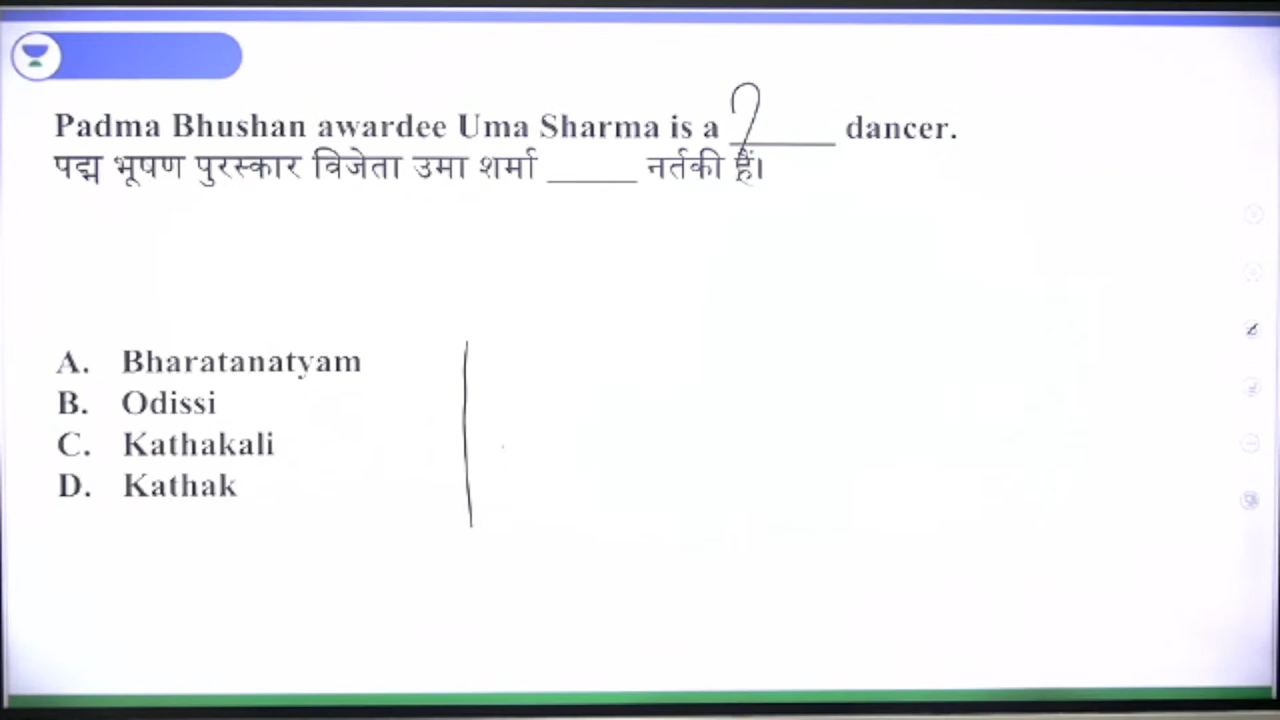 Padma Bhushan awardee Uma Sharma is a ______ dancer.
पद्म भूषण पुरस्कार विजेता उमा शर्मा ______ नर्तकी हैं।
A. Bharatanatyam
B. Odissi
C. Kathakali
D. Kathak